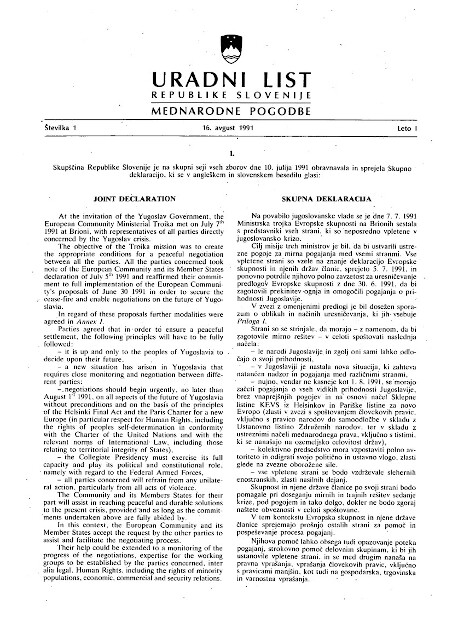 URADNI LIST
REPUBLIKE SLOVENIJE
MEDNARODNE POGODBE
Številka 1
16. avgust 1991
Leto I
1.
Skupščina Republike Slovenije je na skupni seji vseh zborov dne 10. julija 1991 obravnavala in sprejela Skupno
deklaracijo, ki se v angleškem in slovenskem besedilu glasi:
JOINT DECLARATION
At the invitation of the Yugoslav Government, the
European Community Ministerial Troika met on July 7th
1991 at Brioni, with representatives of all parties directly
concerned by the Yugoslav crisis.
The objective of the Troika mission was to create
the appropriate conditions for a peaceful negotiation
between all the parties. All the parties concerned took
note of the European Community and its Member States
declaration of July 5th 1991 and reaffirmed their commit-
ment to full implementation of the European Communi-
ty's proposals of June 30 1991 in order to secure the
cease-fire and enable negotiations on the future of Yugo-
slavia.
In regard of these proposals further modalities were
agreed in Annex I.
Parties agreed that in order to ensure a peaceful
settlement, the following principles will have to be fully
followed:
– it is up and only to the peoples of Yugoslavia to
decide upon their future.
– a new situation has arisen in Yugoslavia that
requires close monitoring and negotiation between diffe-
rent parties;
– negotiations should begin urgently, no later than
August 1st 1991, on all aspects of the future of Yugoslavia
without preconditions and on the basis of the principles
of the Helsinki Final Act and the Paris Charter for a new
Europe (in particular respect for Human Rights, including
the rights of peoples self-determination in conformity
with the Charter of the United Nations and with the
relevant norms of International Law, including those
relating to territorial integrity of States),
– the Collegiate Presidency must exercise its full
capacity and play its political and constitutional role,
namely with regard to the Federal Armed Forces,
– all parties concerned will refrain from any unilate-
ral action, particularly from all acts of violence.
The Community and its Members States for their
part will assist in reaching peaceful and durable solutions
to the present crisis, provided and as long as the commit-
ments undertaken above are fully abided by.
In this context, the European Community and its
Member States accept the request by the other parties to
assist and facilitate the negotiating process.
Their help could be extended to a monitoring of the
progress of the negotiations, expertise for the working
groups to be established by the parties concerned, inter
alia legal, Human Rights, including the rights of minority
populations, economic, commercial and security relations.
SKUPNA DEKLARACIJA
Na povabilo jugoslovanske vlade se je dne 7. 7. 1991
Ministrska trojka Evropske skupnosti na Brionih sestala
s predstavniki vseh strani, ki so neposredno vpletene v
jugoslovansko krizo.
Cilj misije treh ministrov je bil, da bi ustvarili ustre-
zne pogoje za mirna pogajanja med vsemi stranmi. Vse
vpletene strani so vzele na znanje deklaracijo Evropske
skupnosti in njenih držav članic, sprejeto 5. 7. 1991, in
ponovno potrdile njihovo polno zavzetost za uresničevanje
predlogov Evropske skupnosti z dne 30. 6. 1991, da bi
zagotovili prekinitev ognja in omogočili pogajanja o pri-
hodnosti Jugoslavije.
V zvezi z omenjenimi predlogi je bil dosežen spora-
zum o oblikah in načinih uresničevanja, ki jih vsebuje
Priloga I.
Strani so se strinjale, da morajo – z namenom, da bi
zagotovile mirno rešitev – v celoti spoštovati naslednja
načela:
– le narodi Jugoslavije in zgolj oni sami lahko odlo-
čajo o svoji prihodnosti,
– v Jugoslaviji je nastala nova situacija, ki zahteva
natančen nadzor in pogajanja med različnimi stranmi,
– nujno, vendar ne kasneje kot 1. 8. 1991, se morajo
začeti pogajanja o vseh vidikih prihodnosti Jugoslavije,
brez vnaprejšnjih pogojev in na osnovi načel Sklepne
listine KEVS iz Helsinkov in Pariške listine za novo
Evropo (zlasti v zvezi s spoštovanjem človekovih pravic,
vključno s pravico narodov do samoodločbe v skladu z
Ustanovno listino Združenih narodov, ter v skladu z
ustreznimi načeli mednarodnega prava, vključno s tistimi,
ki se nanašajo na ozemeljsko celovitost držav),
– kolektivno predsedstvo mora vzpostaviti polno av-
toriteto in odigrati svojo politično in ustavno vlogo, zlasti
glede na zvezne oborožene sile,
– vse vpletene strani se bodo vzdrževale slehernih
enostranskih, zlasti nasilnih dejanj.
Skupnost in njene države članice po svoji strani bodo
pomagale pri doseganju mirnih in trajnih rešitev sedanje
krize, pod pogojem in tako dolgo, dokler ne bodo zgoraj
naštete obveznosti v celoti spoštovane.
V tem kontekstu Evropska skupnost in njene države
članice sprejemajo prošnjo ostalih strani za pomoč in
pospeševanje procesa pogajanj.
Njihova pomoč lahko obsega tudi opazovanje poteka
pogajanj, strokovno pomoč delovnim skupinam, ki bi jih
ustanovile vpletene strani, in se med drugim nanaša na
pravna vprašanja, vprašanja človekovih pravic, vključno
s pravicami manjšin, kot tudi na gospodarska, trgovinska
in varnostna vprašanja.